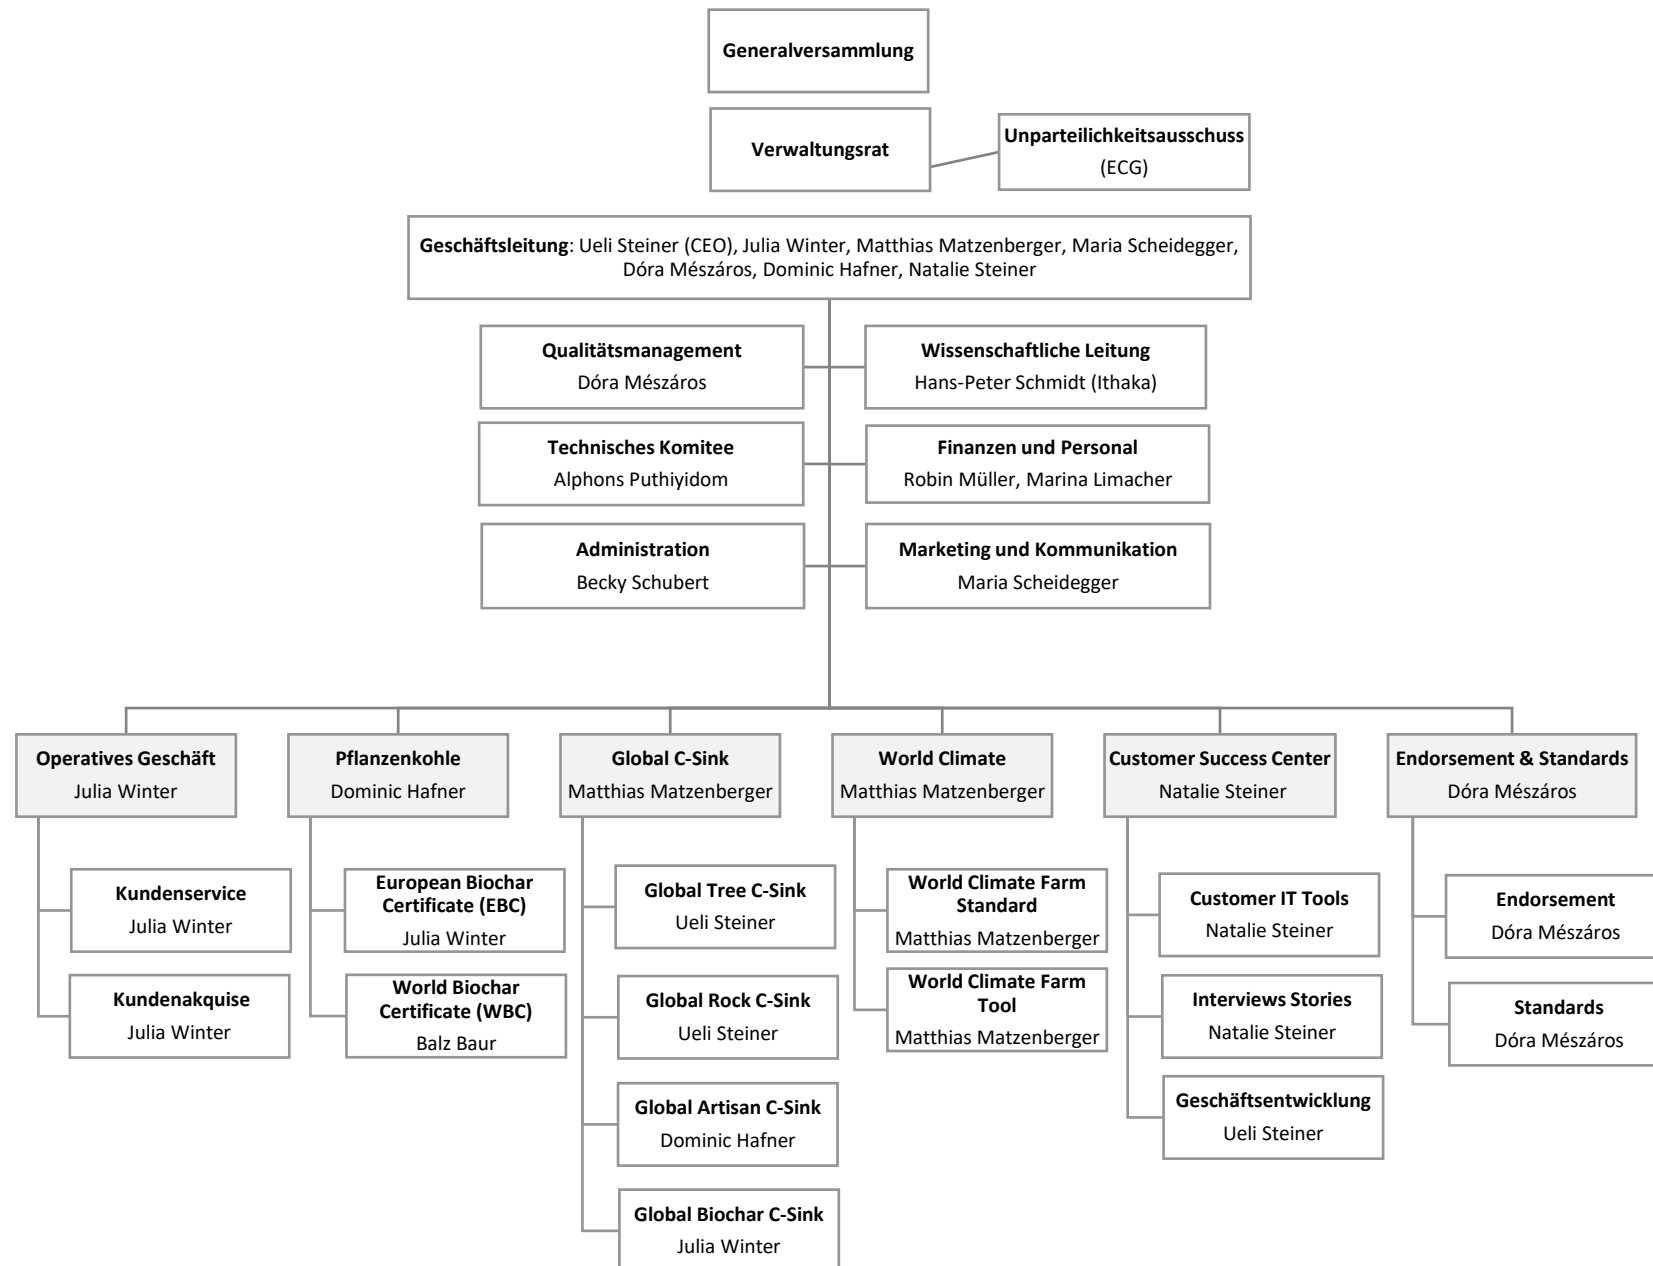 Generalversammlung
Verwaltungsrat
Unparteilichkeitsausschuss
(ECG)
Geschäftsleitung: Ueli Steiner (CEO), Julia Winter, Matthias Matzenberger, Maria Scheidegger,
Dóra Mészáros, Dominic Hafner, Natalie Steiner
Qualitätsmanagement
Dóra Mészáros
Wissenschaftliche Leitung
Hans-Peter Schmidt (Ithaka)
Technisches Komitee
Alphons Puthiyidom
Finanzen und Personal
Robin Müller, Marina Limacher
Administration
Becky Schubert
Marketing und Kommunikation
Maria Scheidegger
Operatives Geschäft
Julia Winter
Kundenservice
Julia Winter
Kundenakquise
Julia Winter
Pflanzenkohle
Dominic Hafner
European Biochar
Certificate (EBC)
Julia Winter
World Biochar
Certificate (WBC)
Balz Baur
Global C-Sink
Matthias Matzenberger
Global Tree C-Sink
Ueli Steiner
Global Rock C-Sink
Ueli Steiner
Global Artisan C-Sink
Dominic Hafner
Global Biochar C-Sink
Julia Winter
World Climate
Matthias Matzenberger
World Climate Farm
Standard
Matthias Matzenberger
World Climate Farm
Tool
Matthias Matzenberger
Customer Success Center
Natalie Steiner
Customer IT Tools
Natalie Steiner
Interviews Stories
Natalie Steiner
Geschäftsentwicklung
Ueli Steiner
Endorsement & Standards
Dóra Mészáros
Endorsement
Dóra Mészáros
Standards
Dóra Mészáros